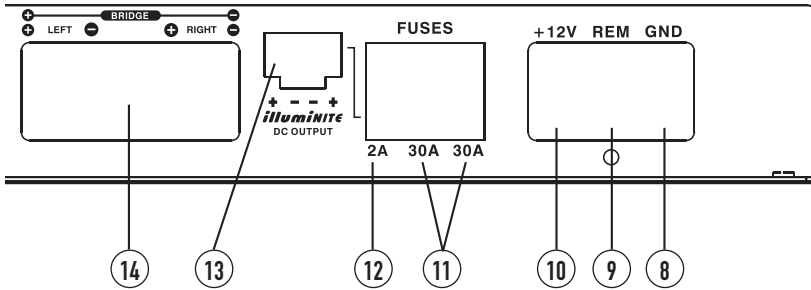 BRIDGE
LEFT RIGHT
+ - - +
illumiNITE
DC OUTPUT
FUSES
2A 30A 30A
+12V REM GND
14 13 12 11 10 9 8